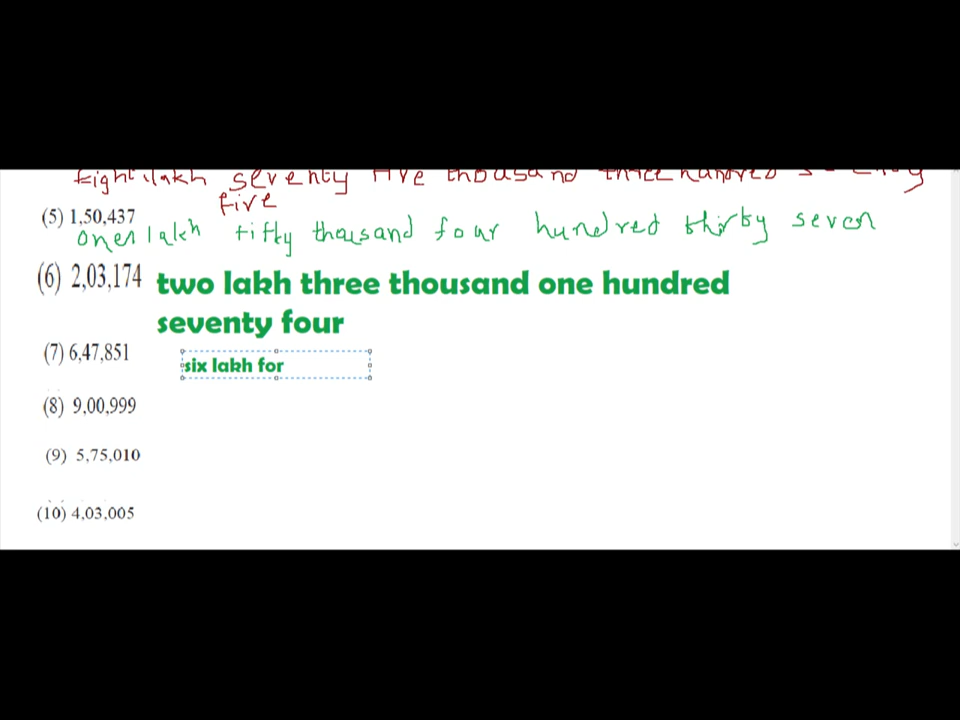 Eight lakh seventy five thousand three hundred
five
(5) 1,50,437
onen lakh fifty thousand four hundred thirty seven
(6) 2,03,174 two lakh three thousand one hundred
seventy four
(7) 6,47,851 six lakh for
(8) 9,00,999
(9) 5,75,010
(10) 4,03,005